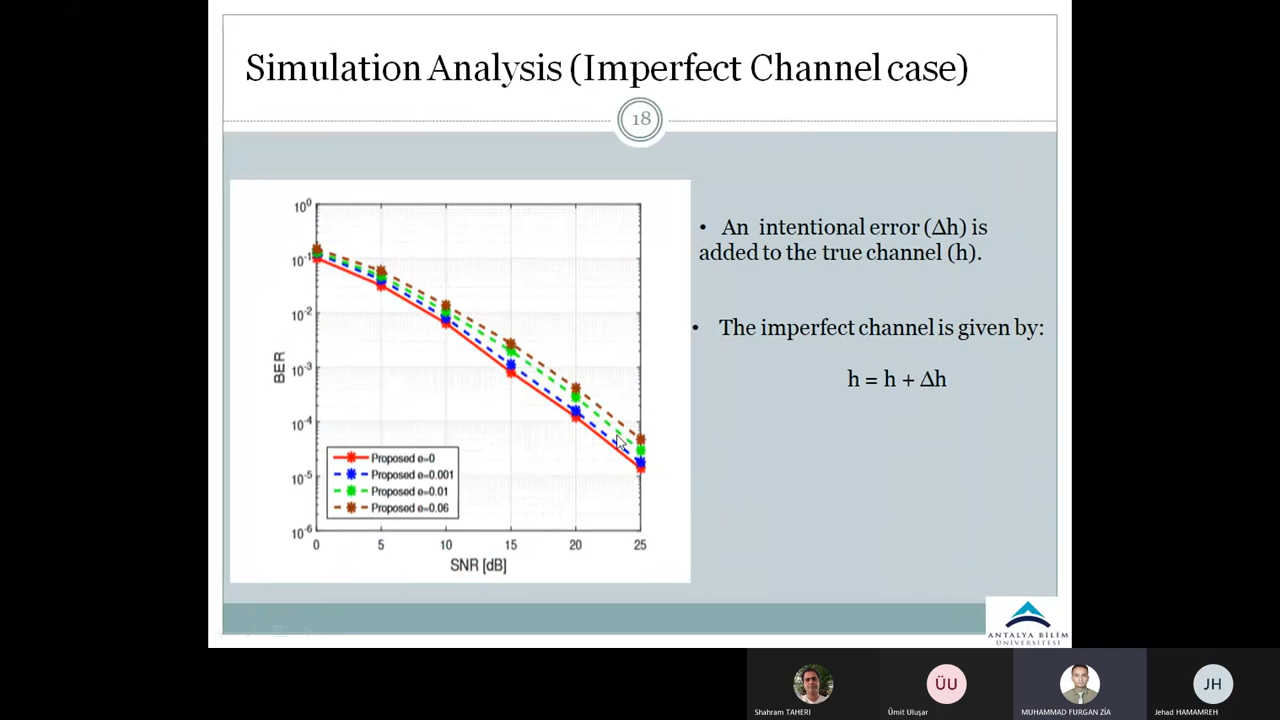 Simulation Analysis (Imperfect Channel case)
18
• An intentional error (Δh) is
added to the true channel (h).
• The imperfect channel is given by:
h = h + Δh
10^0
10^-1
10^-2
10^-3
10^-4
10^-5
10^-6
BER
Proposed e=0
Proposed e=0.001
Proposed e=0.01
Proposed e=0.06
0 5 10 15 20 25
SNR [dB]
ANTALYA BİLİM
ÜNİVERSİTESİ
ÜU
JH
Shahram TAHERI
Ümit Uluşar
MUHAMMAD FURGAN ZİA
Jehad HAMAMREH